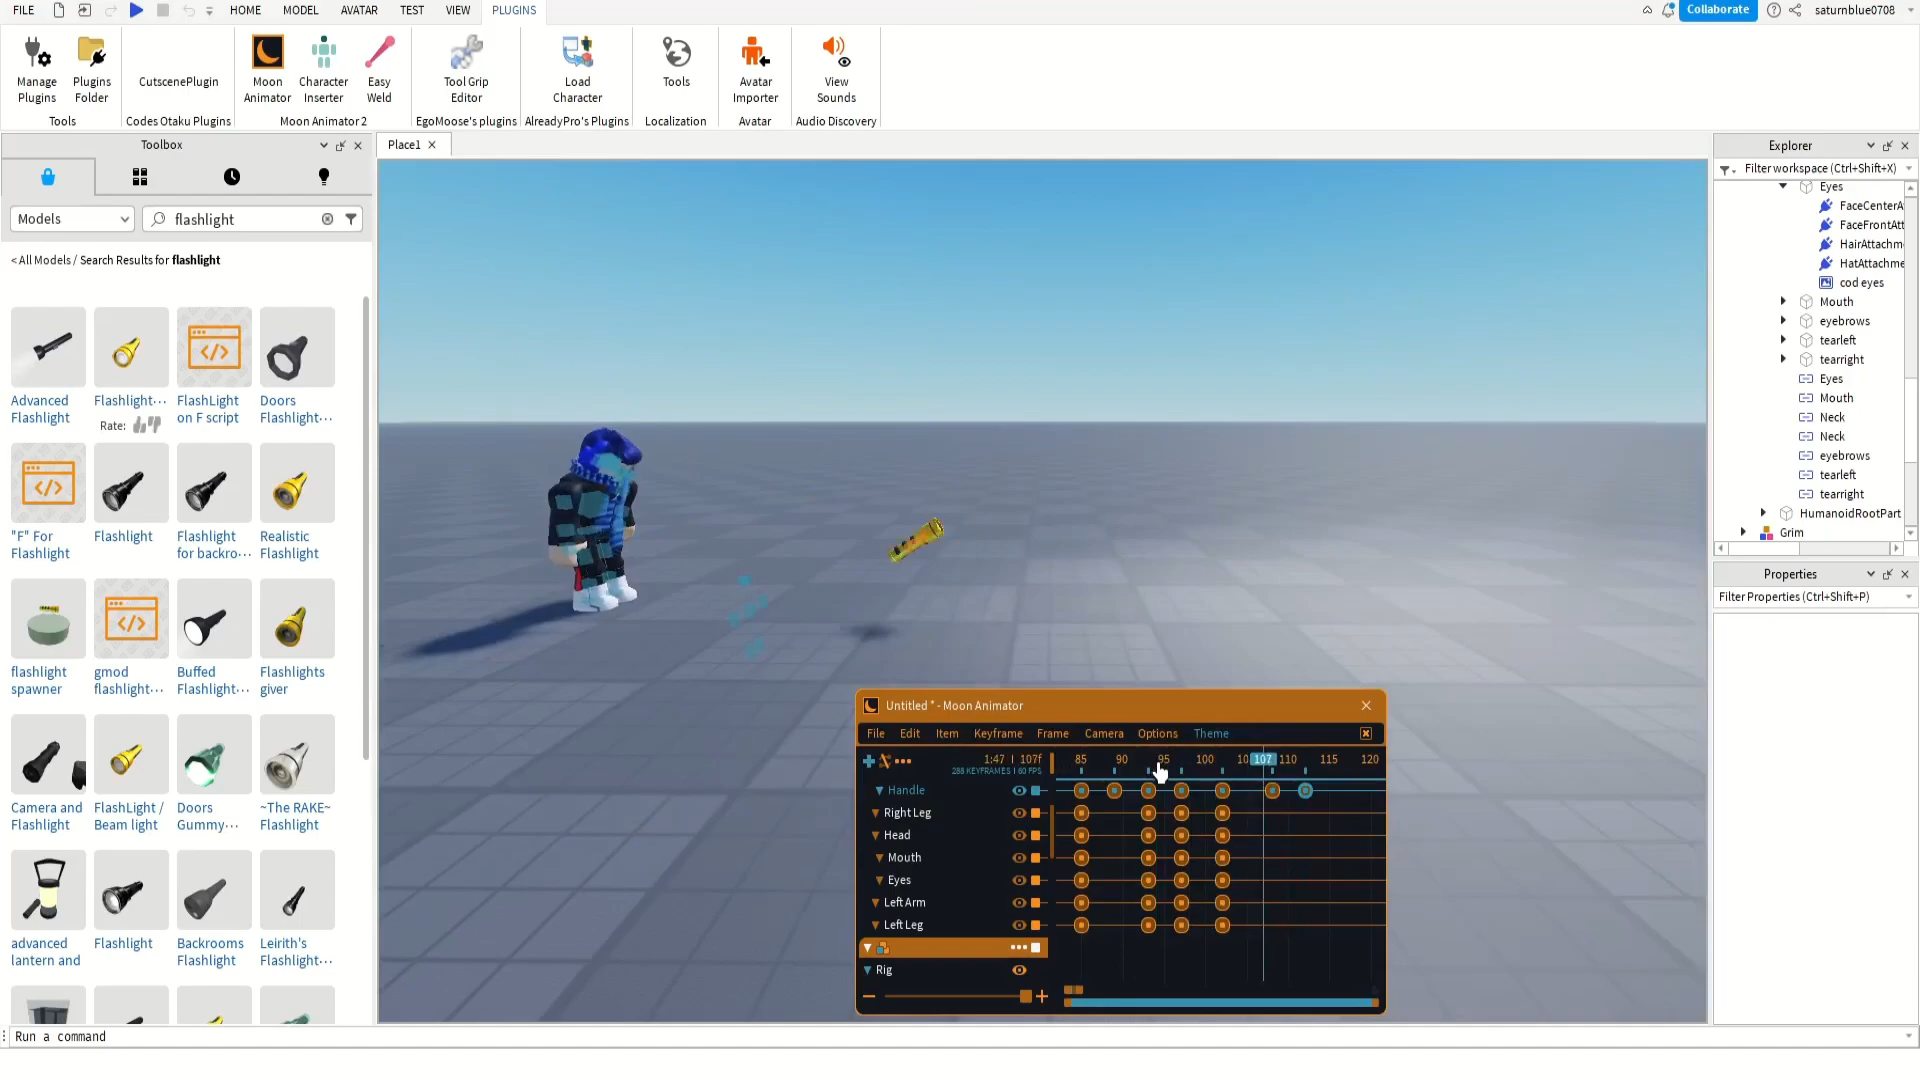 FILE HOME MODEL AVATAR TEST VIEW PLUGINS Collaborate saturnblue0708
Manage Plugins
Plugins Folder
Tools
CutscenePlugin
Codes Otaku Plugins
Moon Animator
Character Inserter
Easy Weld
Moon Animator 2
Tool Grip Editor
EgoMoose's plugins
Load Character
AlreadyPro's Plugins
Tools
Localization
Avatar Importer
Avatar
View Sounds
Audio Discovery
Toolbox
Models
flashlight
< All Models / Search Results for flashlight
Advanced Flashlight
Flashlight...
Rate:
FlashLight on F script
Doors Flashlight...
"F" For Flashlight
Flashlight
Flashlight for backro...
Realistic Flashlight
flashlight spawner
gmod flashlight...
Buffed Flashlight...
Flashlights giver
Camera and Flashlight
FlashLight / Beam light
Doors Gummy...
~The RAKE~ Flashlight
advanced lantern and
Flashlight
Backrooms Flashlight
Leirith's Flashlight...
Place1
Untitled * - Moon Animator
File Edit Item Keyframe Frame Camera Options Theme
1:47 | 107f
288 KEYFRAMES | 60 FPS
85 90 95 100 10 107 110 115 120
Handle
Right Leg
Head
Mouth
Eyes
Left Arm
Left Leg
Rig
Explorer
Filter workspace (Ctrl+Shift+X)
Eyes
FaceCenterA
FaceFrontAtt
HairAttachm
HatAttachme
cod eyes
Mouth
eyebrows
tearleft
tearright
Eyes
Mouth
Neck
Neck
eyebrows
tearleft
tearright
HumanoidRootPart
Grim
Properties
Filter Properties (Ctrl+Shift+P)
Run a command